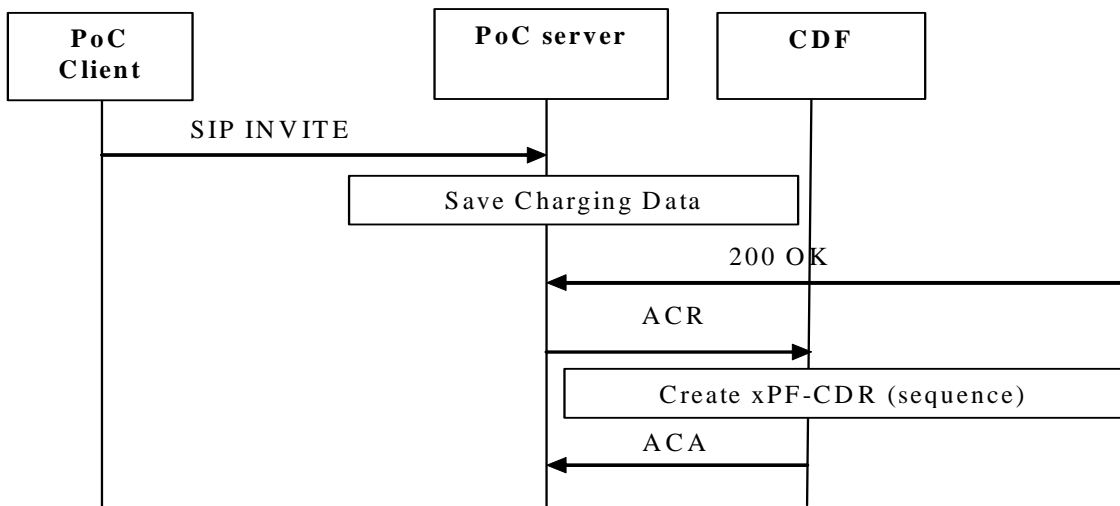 PoC
Client
PoC server
CDF
SIP INVITE
Save Charging Data
200 OK
ACR
Create xPF-CDR (sequence)
ACA